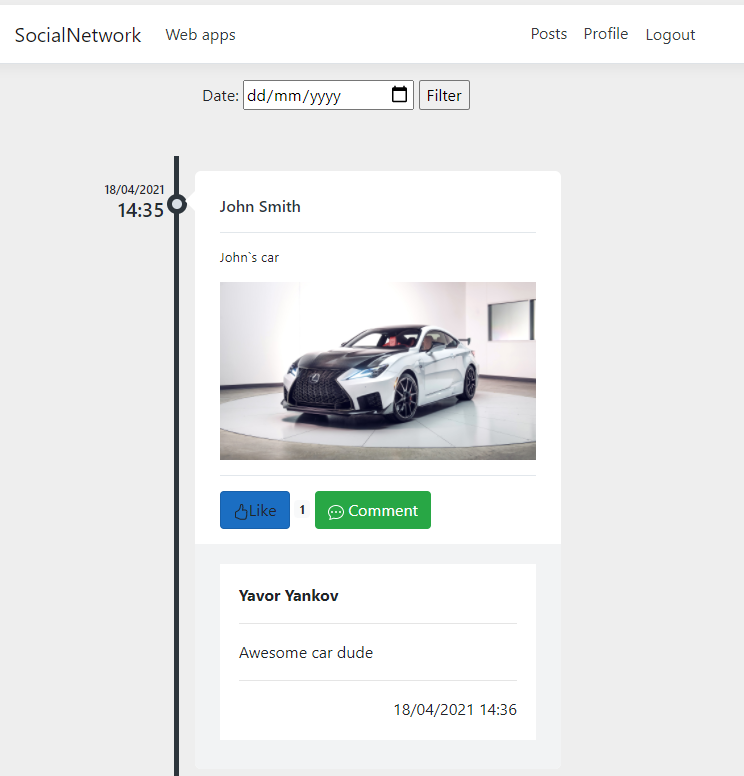 SocialNetwork Web apps Posts Profile Logout
Date: dd/mm/yyyy Filter
18/04/2021
14:35
John Smith
John`s car
Like 1 Comment
Yavor Yankov
Awesome car dude
18/04/2021 14:36